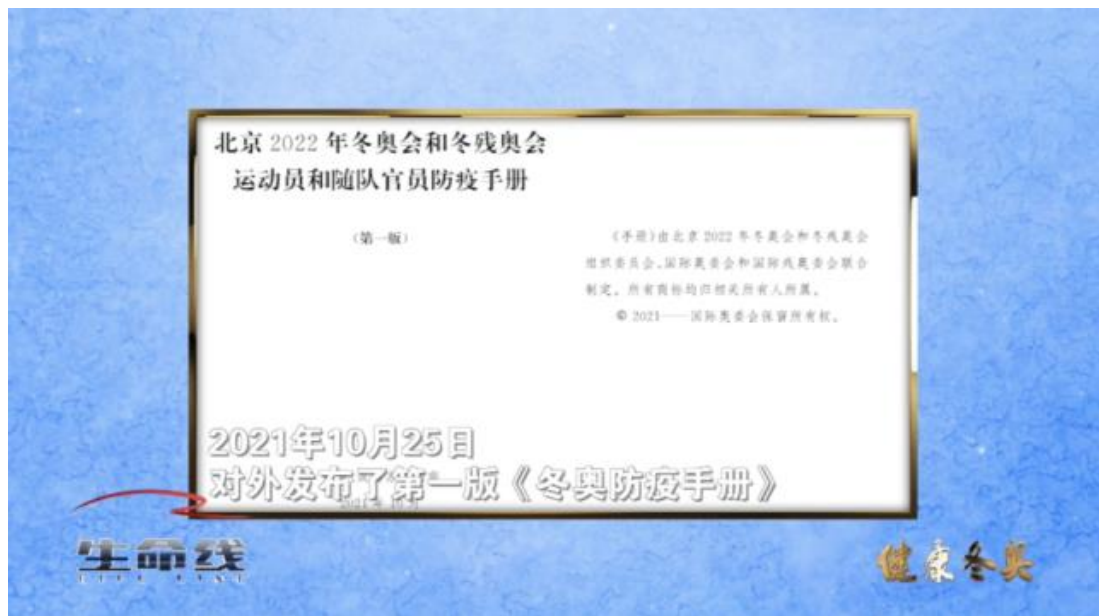 北京 2022 年冬奥会和冬残奥会
运动员和随队官员防疫手册
（第一版）
《手册》由北京 2022 年冬奥会和冬残奥会
组织委员会、国际奥委会和国际残奥委会联合
制定。所有商标均归相关所有人所属。
© 2021——国际奥委会保留所有权。
2021年10月25日
对外发布了第一版《冬奥防疫手册》
2021 年 10 月
生命线
LIFE LINE
健康冬奥